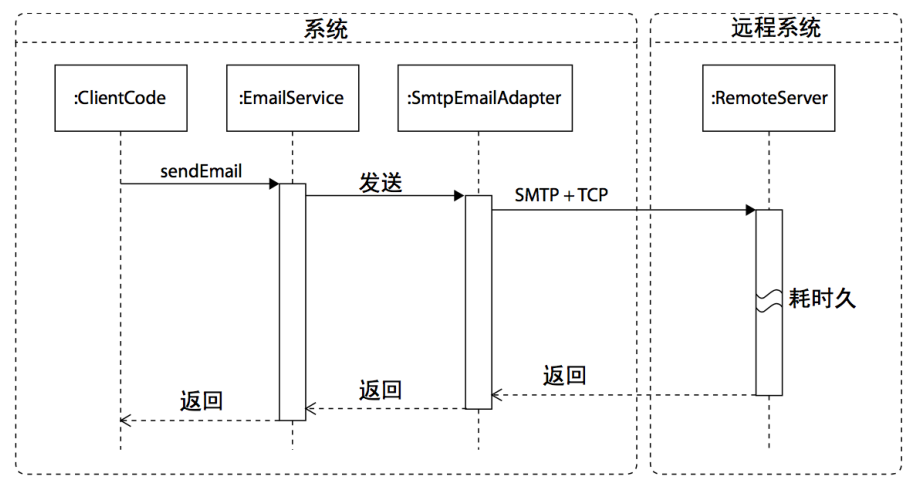 系统
远程系统
:ClientCode
:EmailService
:SmtpEmailAdapter
:RemoteServer
sendEmail
发送
SMTP + TCP
耗时久
返回
返回
返回